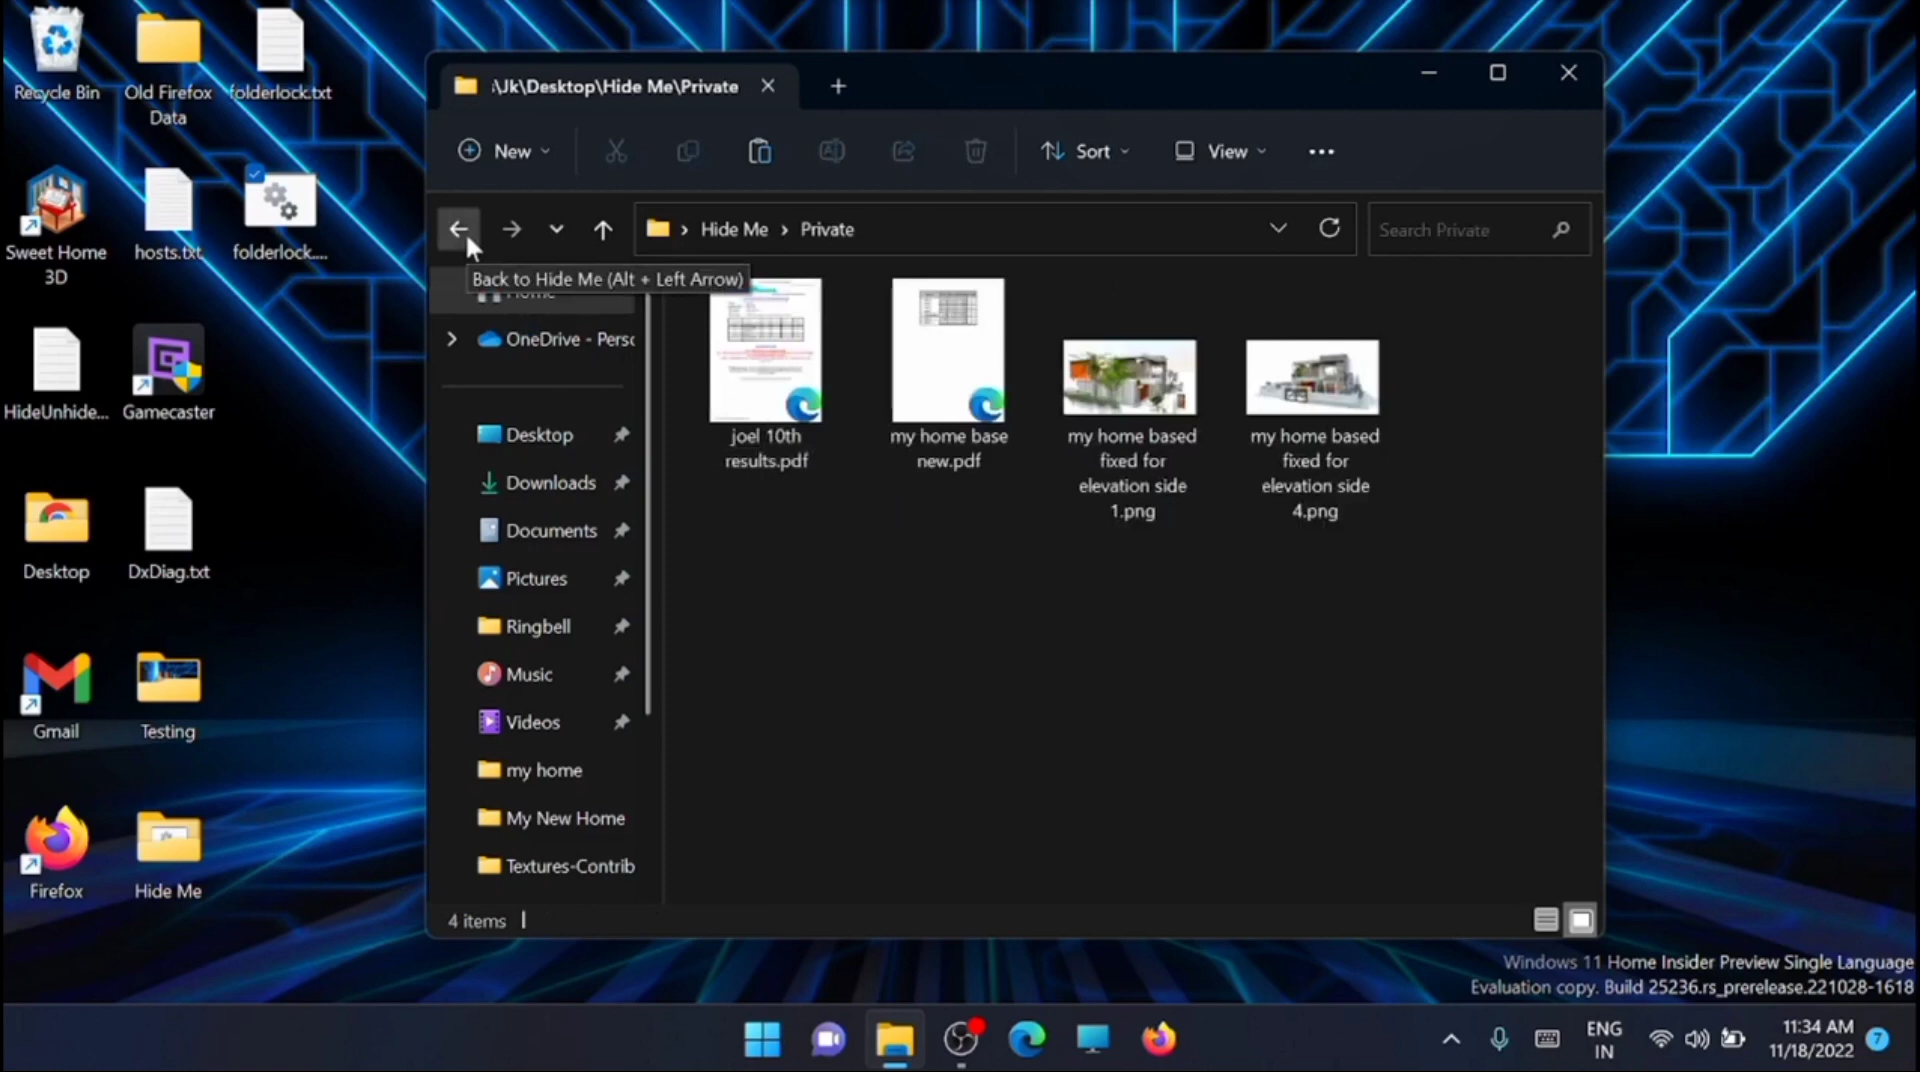 Recycle Bin
Old Firefox
Data
folderlock.txt
Sweet Home
3D
hosts.txt
folderlock....
HideUnhide...
Gamecaster
Desktop
DxDiag.txt
Gmail
Testing
Firefox
Hide Me
\Jk\Desktop\Hide Me\Private
New
Sort
View
Hide Me
Private
Search Private
Back to Hide Me (Alt + Left Arrow)
Home
OneDrive - Perso
Desktop
Downloads
Documents
Pictures
Ringbell
Music
Videos
my home
My New Home
Textures-Contrib
joel 10th
results.pdf
my home base
new.pdf
my home based
fixed for
elevation side
1.png
my home based
fixed for
elevation side
4.png
4 items
Windows 11 Home Insider Preview Single Language
Evaluation copy. Build 25236.rs_prerelease.221028-1618
ENG
IN
11:34 AM
11/18/2022
7